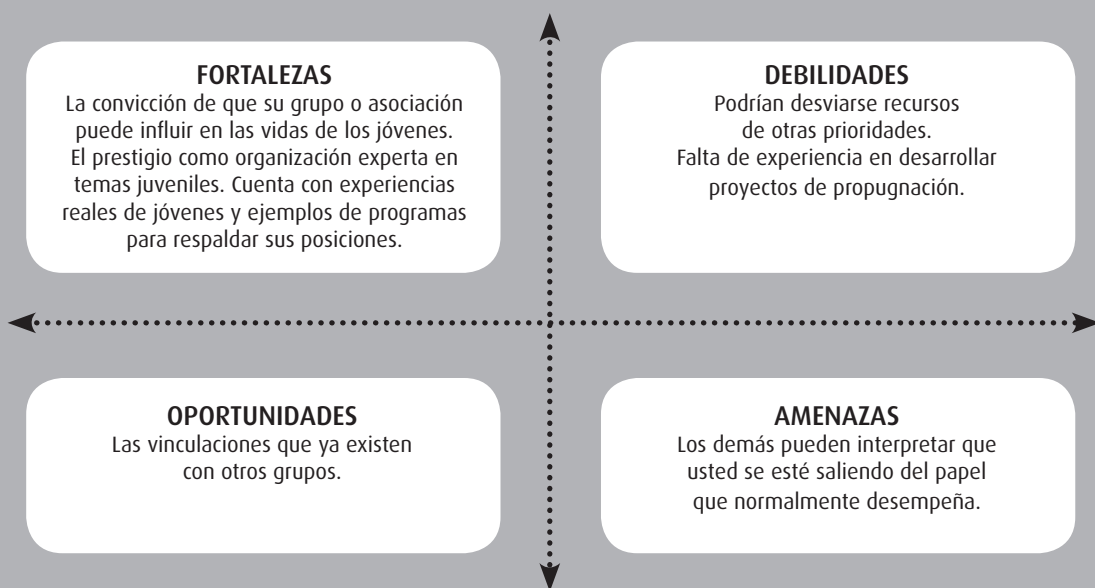 FORTALEZAS
La convicción de que su grupo o asociación
puede influir en las vidas de los jóvenes.
El prestigio como organización experta en
temas juveniles. Cuenta con experiencias
reales de jóvenes y ejemplos de programas
para respaldar sus posiciones.
DEBILIDADES
Podrían desviarse recursos
de otras prioridades.
Falta de experiencia en desarrollar
proyectos de propugnación.
OPORTUNIDADES
Las vinculaciones que ya existen
con otros grupos.
AMENAZAS
Los demás pueden interpretar que
usted se esté saliendo del papel
que normalmente desempeña.